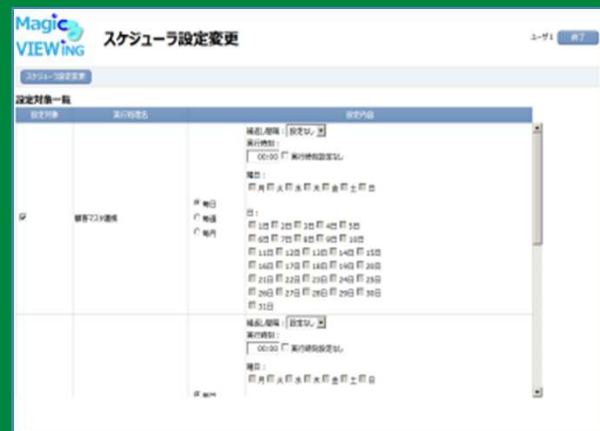 Magic
VIEWiNG
スケジューラ設定変更
ユーザ1 終了
スケジューラ設定変更
設定対象一覧
設定対象 実行処理名 設定内容
繰返し間隔：設定なし
実行時刻：
00:00 実行時刻設定なし
曜日：
月 火 水 木 金 土 日
顧客マスタ連携
毎日
毎週
毎月
日：
1日 2日 3日 4日 5日
6日 7日 8日 9日 10日
11日 12日 13日 14日 15日
16日 17日 18日 19日 20日
21日 22日 23日 24日 25日
26日 27日 28日 29日 30日
31日
繰返し間隔：設定なし
実行時刻：
00:00 実行時刻設定なし
曜日：
月 火 水 木 金 土 日
毎日